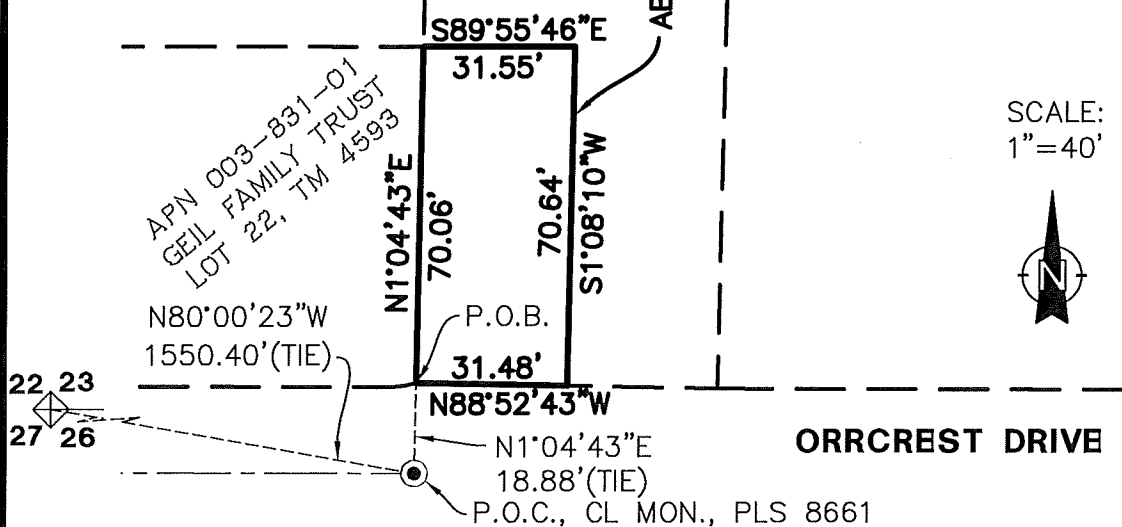 S89°55'46"E
31.55'
AE
SCALE:
1"=40'
APN 003-831-01
GEIL FAMILY TRUST
LOT 22, TM 4593
N1°04'43"E
70.06'
70.64'
S1°08'10"W
N
N80°00'23"W
1550.40'(TIE)
P.O.B.
31.48'
N88°52'43"W
22 23
27 26
N1°04'43"E
18.88'(TIE)
ORRCREST DRIVE
P.O.C., CL MON., PLS 8661